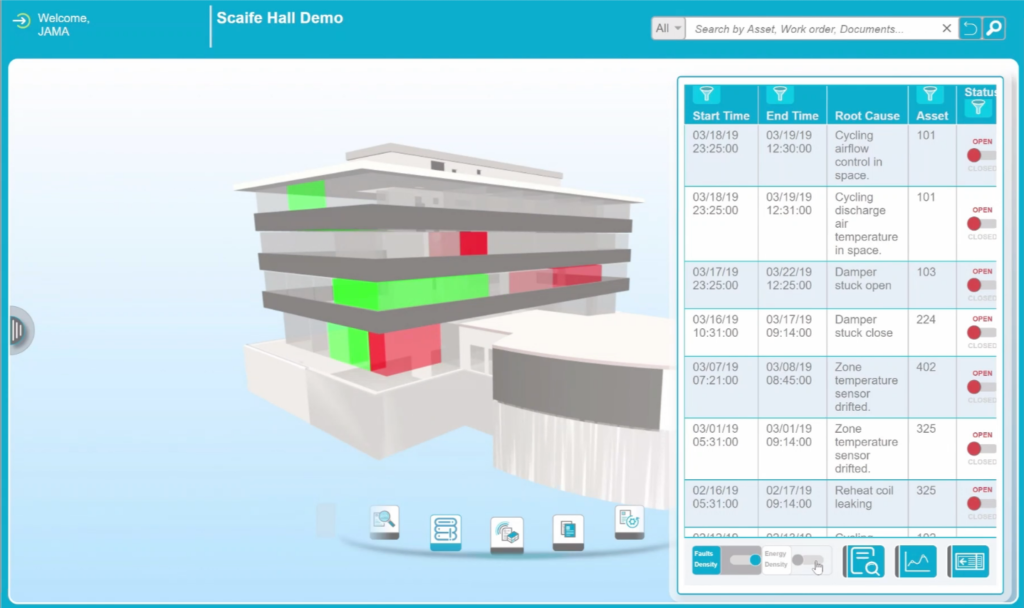 Welcome,
JAMA
Scaife Hall Demo
All
Search by Asset, Work order, Documents...
Start Time
End Time
Root Cause
Asset
Status
03/18/19
23:25:00
03/19/19
12:30:00
Cycling
airflow
control in
space.
101
OPEN
CLOSED
03/18/19
23:25:00
03/19/19
12:31:00
Cycling
discharge
air
temperature
in space.
101
OPEN
CLOSED
03/17/19
23:25:00
03/22/19
12:25:00
Damper
stuck open
103
OPEN
CLOSED
03/16/19
10:31:00
03/17/19
09:14:00
Damper
stuck close
224
OPEN
CLOSED
03/07/19
07:21:00
03/08/19
08:45:00
Zone
temperature
sensor
drifted.
402
OPEN
CLOSED
03/01/19
05:31:00
03/01/19
09:14:00
Zone
temperature
sensor
drifted.
325
OPEN
CLOSED
02/16/19
05:31:00
02/17/19
09:14:00
Reheat coil
leaking
325
OPEN
CLOSED
Faults
Density
Energy
Density